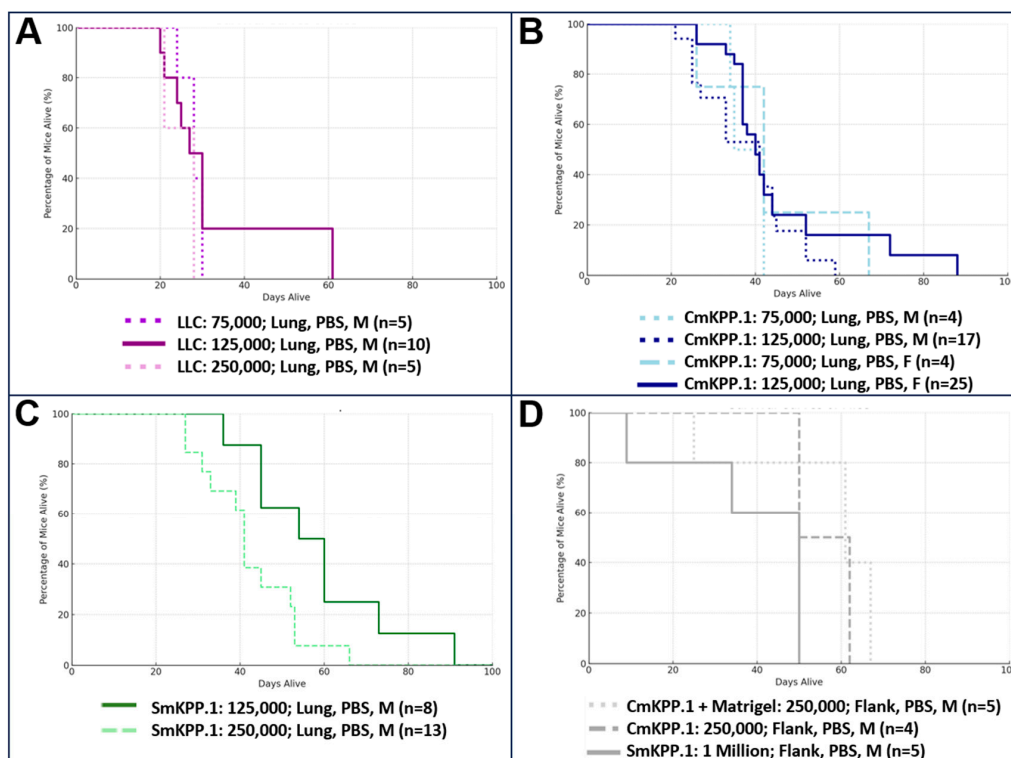 A
Percentage of Mice Alive (%)
100
80
60
40
20
0
0 20 40 60 80 100
Days Alive
LLC: 75,000; Lung, PBS, M (n=5)
LLC: 125,000; Lung, PBS, M (n=10)
LLC: 250,000; Lung, PBS, M (n=5)
B
Percentage of Mice Alive (%)
100
80
60
40
20
0
0 20 40 60 80 100
Days Alive
CmKPP.1: 75,000; Lung, PBS, M (n=4)
CmKPP.1: 125,000; Lung, PBS, M (n=17)
CmKPP.1: 75,000; Lung, PBS, F (n=4)
CmKPP.1: 125,000; Lung, PBS, F (n=25)
C
Percentage of Mice Alive (%)
100
80
60
40
20
0
0 20 40 60 80 100
Days Alive
SmKPP.1: 125,000; Lung, PBS, M (n=8)
SmKPP.1: 250,000; Lung, PBS, M (n=13)
D
Percentage of Mice Alive (%)
100
80
60
40
20
0
0 20 40 60 80 100
Days Alive
CmKPP.1 + Matrigel: 250,000; Flank, PBS, M (n=5)
CmKPP.1: 250,000; Flank, PBS, M (n=4)
SmKPP.1: 1 Million; Flank, PBS, M (n=5)